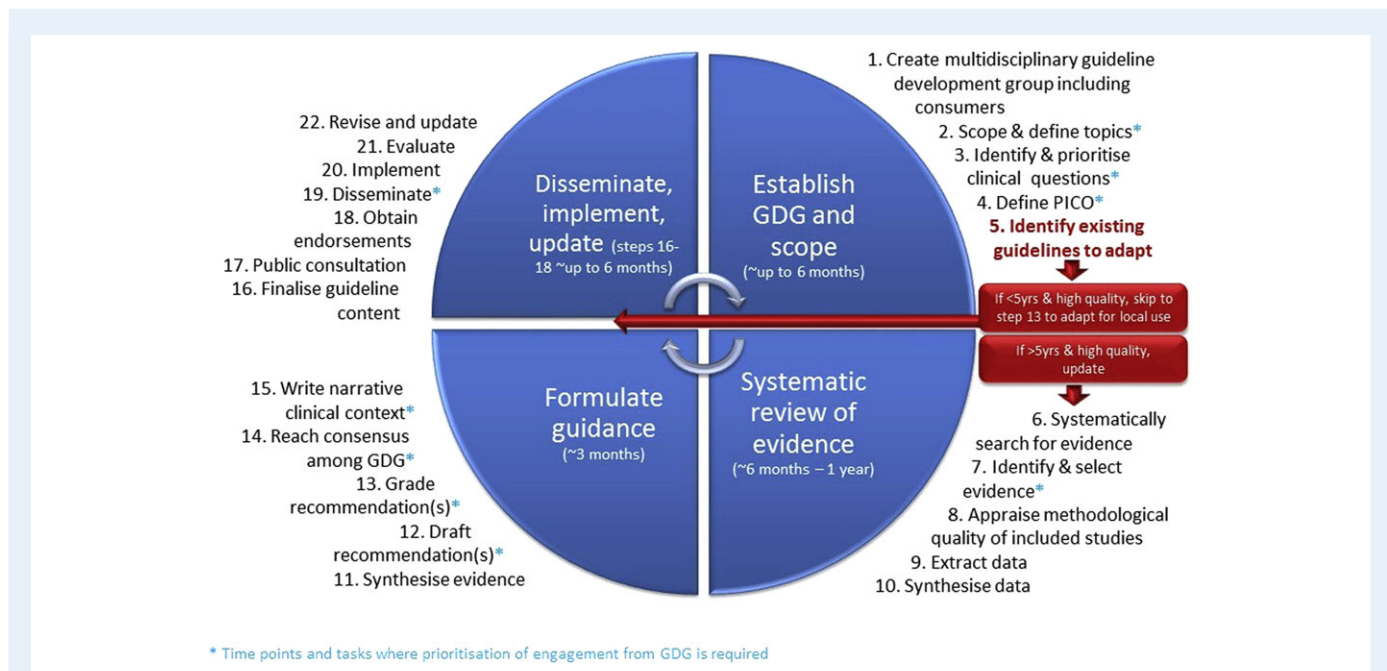 1. Create multidisciplinary guideline
development group including
consumers
2. Scope & define topics*
3. Identify & prioritise
clinical questions*
4. Define PICO*
5. Identify existing
guidelines to adapt
If <5yrs & high quality, skip to
step 13 to adapt for local use
If >5yrs & high quality,
update
6. Systematically
search for evidence
7. Identify & select
evidence*
8. Appraise methodological
quality of included studies
9. Extract data
10. Synthesise data
Establish
GDG and
scope
(~up to 6 months)
Systematic
review of
evidence
(~6 months – 1 year)
Formulate
guidance
(~3 months)
Disseminate,
implement,
update (steps 16-
18 ~up to 6 months)
15. Write narrative
clinical context*
14. Reach consensus
among GDG*
13. Grade
recommendation(s)*
12. Draft
recommendation(s)*
11. Synthesise evidence
22. Revise and update
21. Evaluate
20. Implement
19. Disseminate*
18. Obtain
endorsements
17. Public consultation
16. Finalise guideline
content
* Time points and tasks where prioritisation of engagement from GDG is required